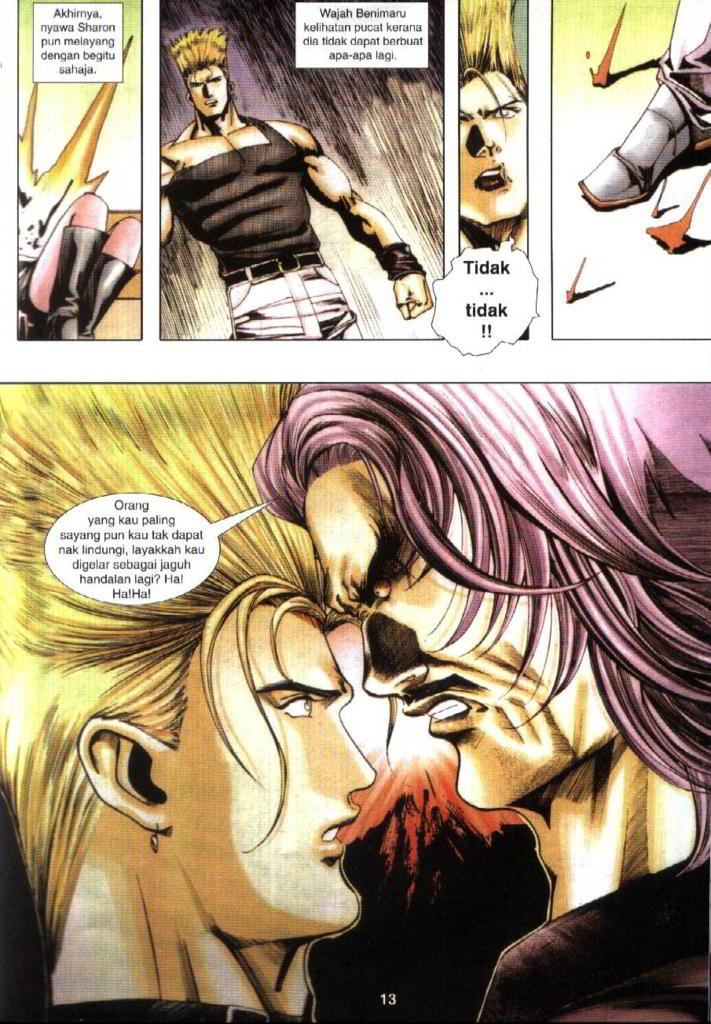 Akhirnya,
nyawa Sharon
pun melayang
dengan begitu
sahaja.
Wajah Benimaru
kelihatan pucat kerana
dia tidak dapat berbuat
apa-apa lagi.
Tidak
...
tidak
!!
Orang
yang kau paling
sayang pun kau tak dapat
nak lindungi, layakkah kau
digelar sebagai jaguh
handalan lagi? Ha!
Ha!Ha!
13